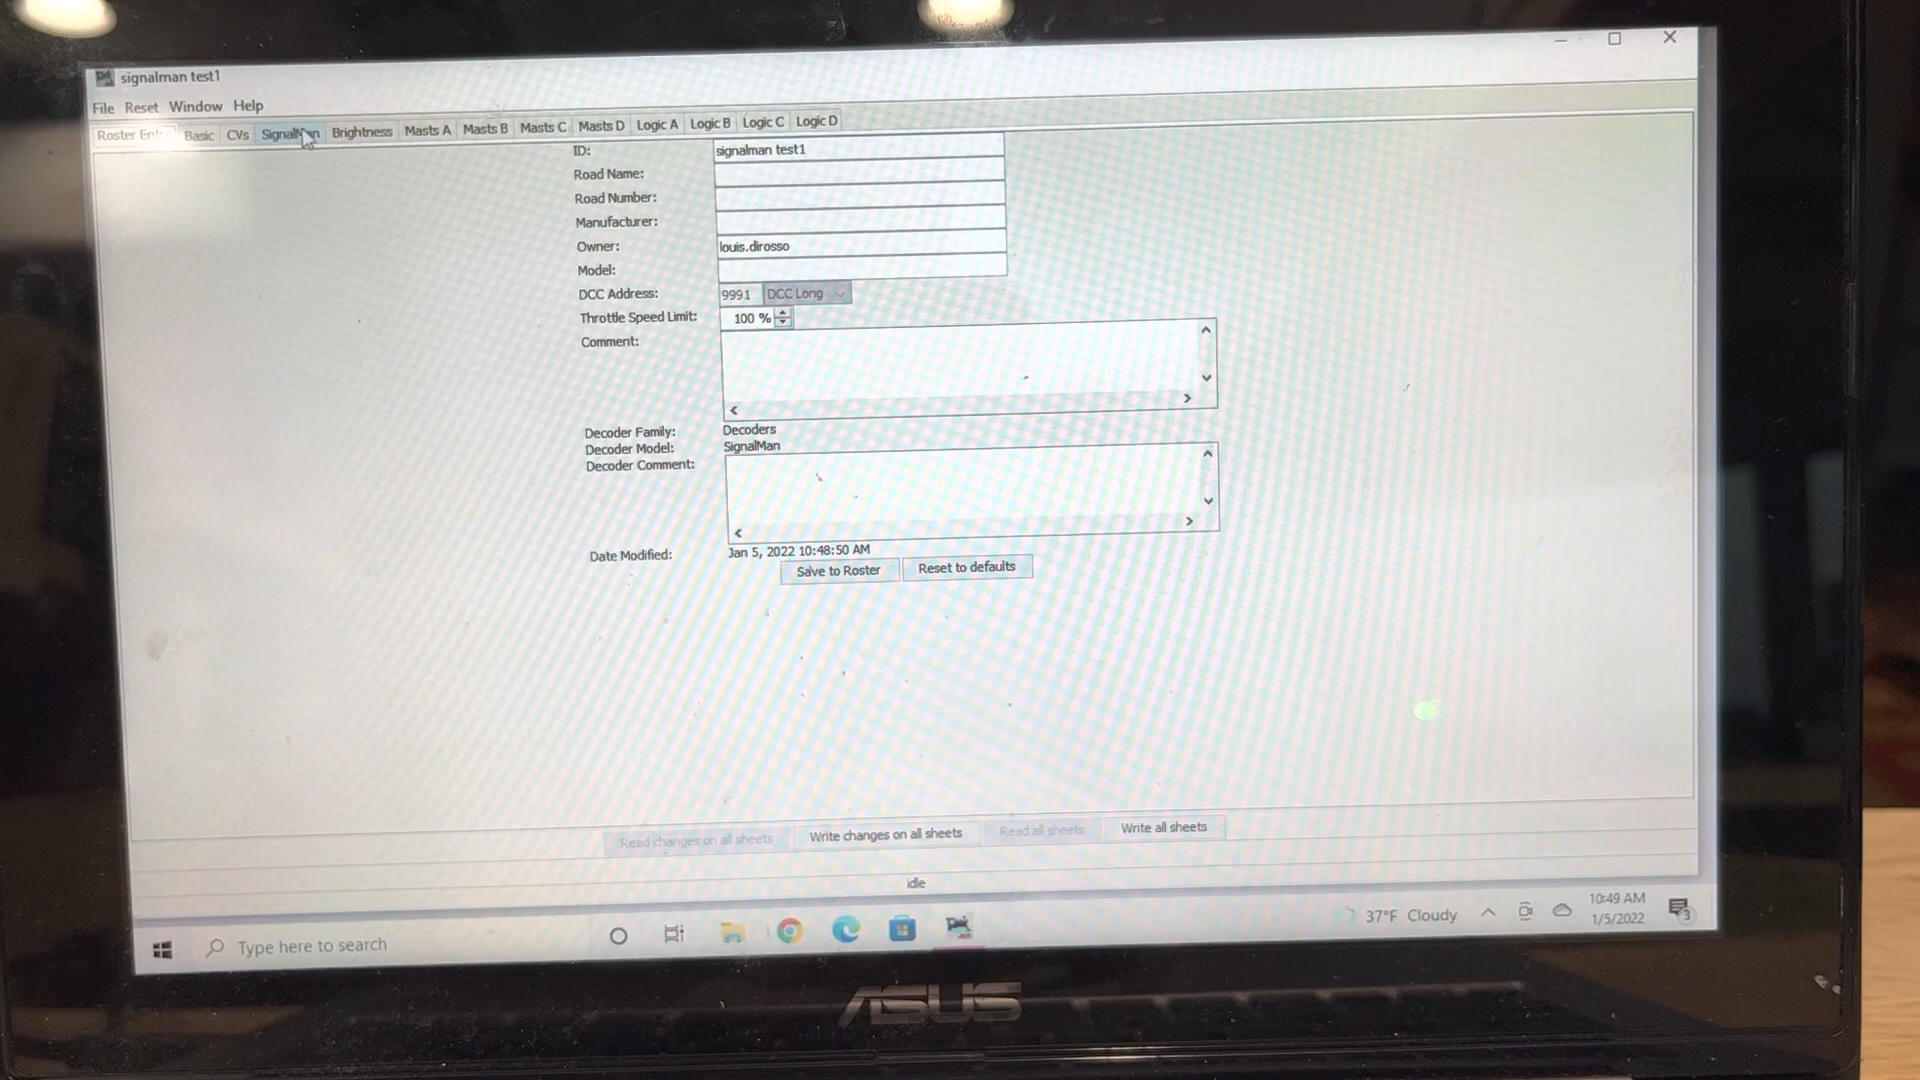 signalman test1
File Reset Window Help
Roster Ent Basic CVs SignalMan Brightness Masts A Masts B Masts C Masts D Logic A Logic B Logic C Logic D
ID: signalman test1
Road Name:
Road Number:
Manufacturer:
Owner: louis.dirosso
Model:
DCC Address: 9991 DCC Long
Throttle Speed Limit: 100 %
Comment:
Decoder Family: Decoders
Decoder Model: SignalMan
Decoder Comment:
Date Modified: Jan 5, 2022 10:48:50 AM
Save to Roster Reset to defaults
Read changes on all sheets Write changes on all sheets Read all sheets Write all sheets
idle
Type here to search
37°F Cloudy
10:49 AM
1/5/2022
3
ASUS